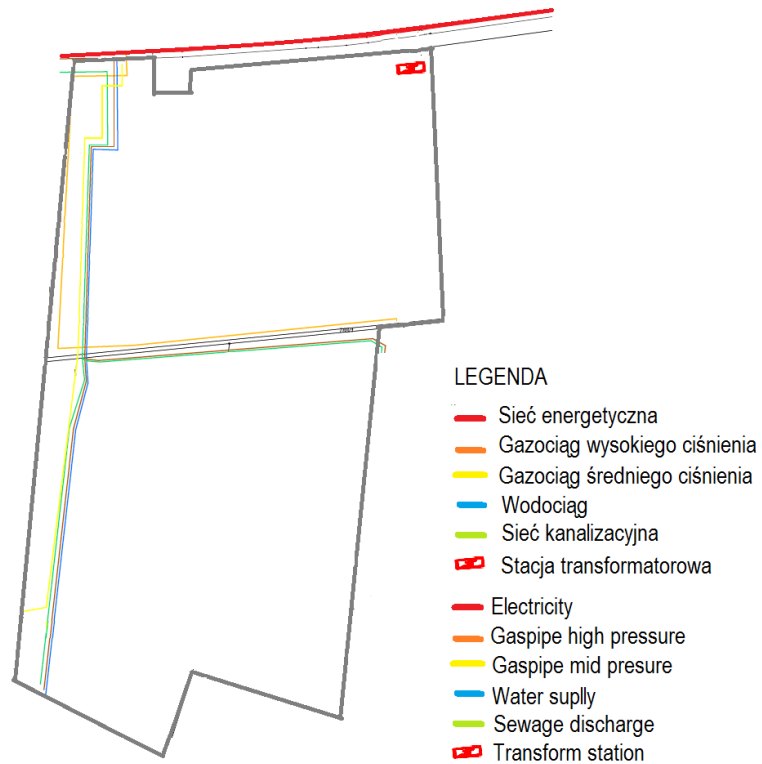 LEGENDA
Sieć energetyczna
Gazociąg wysokiego ciśnienia
Gazociąg średniego ciśnienia
Wodociąg
Sieć kanalizacyjna
Stacja transformatorowa
Electricity
Gaspipe high pressure
Gaspipe mid presure
Water suplly
Sewage discharge
Transform station